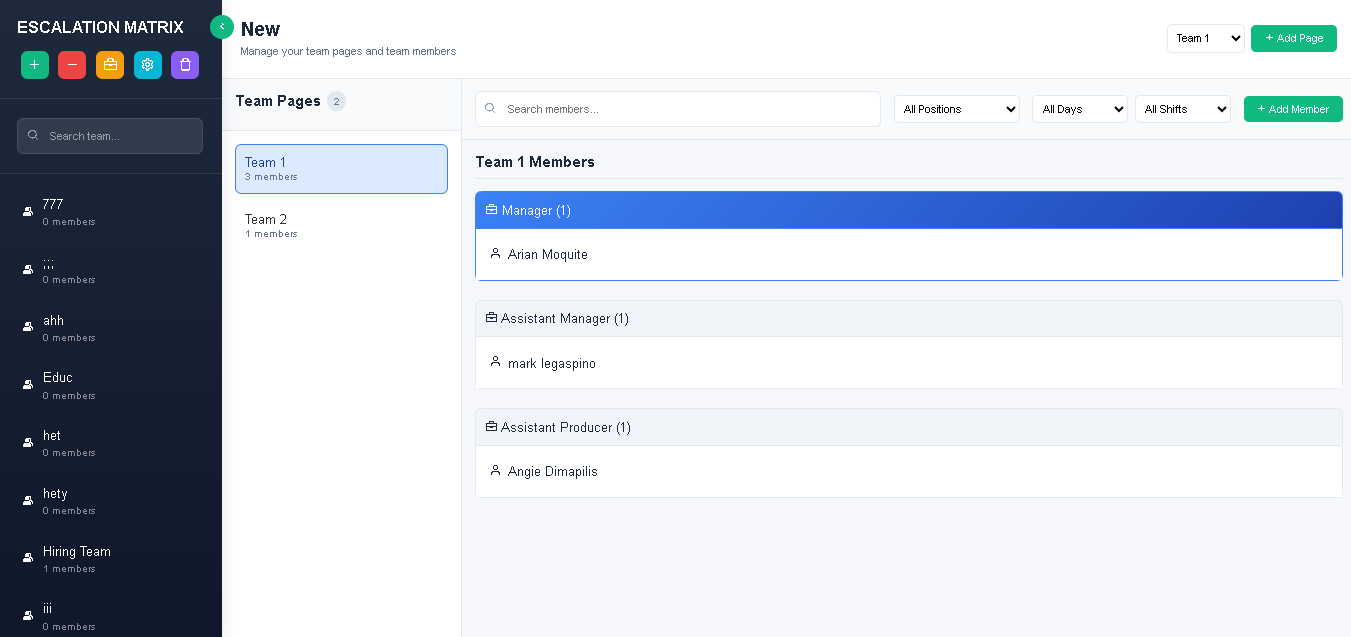 ESCALATION MATRIX
Search team...
777
0 members
;;;
0 members
ahh
0 members
Educ
0 members
het
0 members
hety
0 members
Hiring Team
1 members
iii
0 members
New
Manage your team pages and team members
Team 1
+ Add Page
Team Pages 2
Team 1
3 members
Team 2
1 members
Search members...
All Positions
All Days
All Shifts
+ Add Member
Team 1 Members
Manager (1)
Arian Moquite
Assistant Manager (1)
mark legaspino
Assistant Producer (1)
Angie Dimapilis